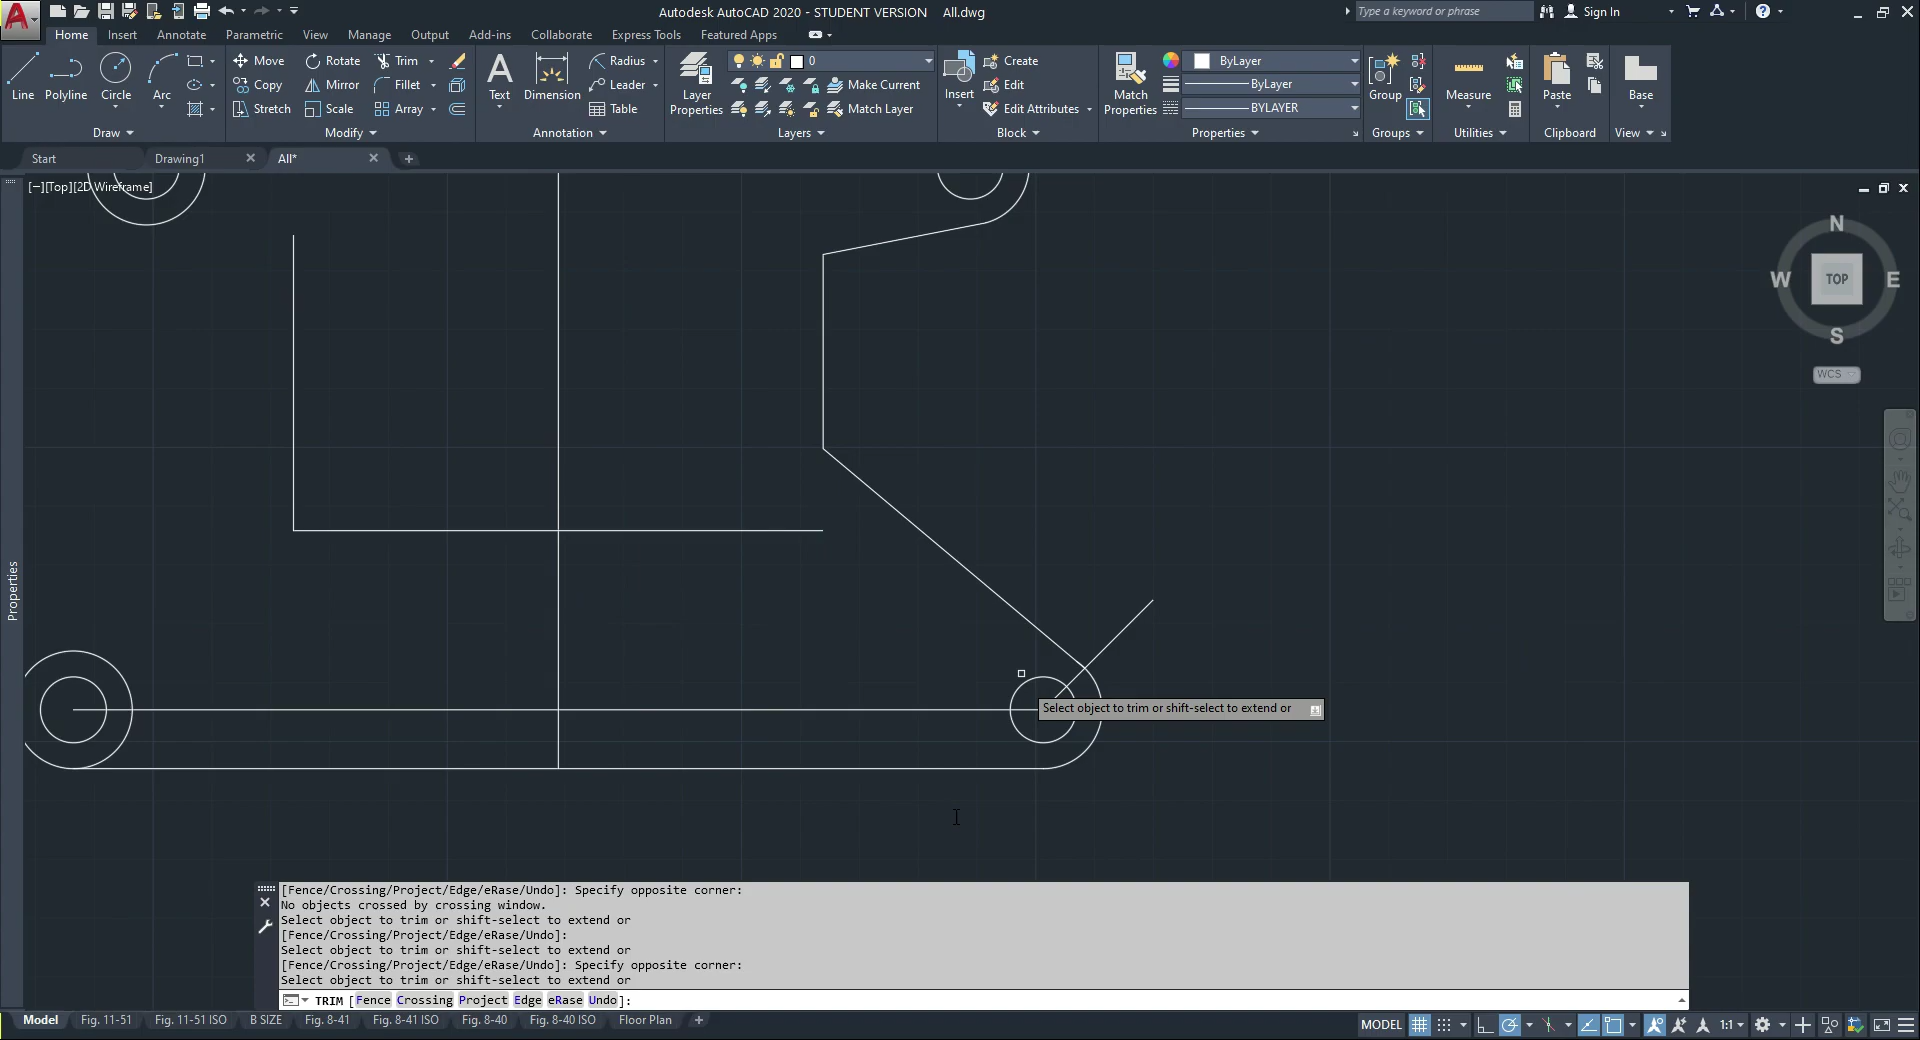 Autodesk AutoCAD 2020 - STUDENT VERSION All.dwg
Type a keyword or phrase
Sign In
Home Insert Annotate Parametric View Manage Output Add-ins Collaborate Express Tools Featured Apps
Line Polyline Circle Arc
Move Rotate Trim
Copy Mirror Fillet
Stretch Scale Array
Text Dimension
Radius
Leader
Table
Layer Properties
0
Make Current
Match Layer
Insert
Create
Edit
Edit Attributes
Match Properties
ByLayer
ByLayer
BYLAYER
Group
Measure
Paste
Base
Draw Modify Annotation Layers Block Properties Groups Utilities Clipboard View
Start Drawing1 All*
[−][Top][2D Wireframe]
N
W TOP E
S
WCS
Properties
Select object to trim or shift-select to extend or
[Fence/Crossing/Project/Edge/eRase/Undo]: Specify opposite corner:
No objects crossed by crossing window.
Select object to trim or shift-select to extend or
[Fence/Crossing/Project/Edge/eRase/Undo]:
Select object to trim or shift-select to extend or
[Fence/Crossing/Project/Edge/eRase/Undo]: Specify opposite corner:
Select object to trim or shift-select to extend or
TRIM [Fence Crossing Project Edge eRase Undo]:
Model Fig. 11-51 Fig. 11-51 ISO B SIZE Fig. 8-41 Fig. 8-41 ISO Fig. 8-40 Fig. 8-40 ISO Floor Plan
MODEL 1:1